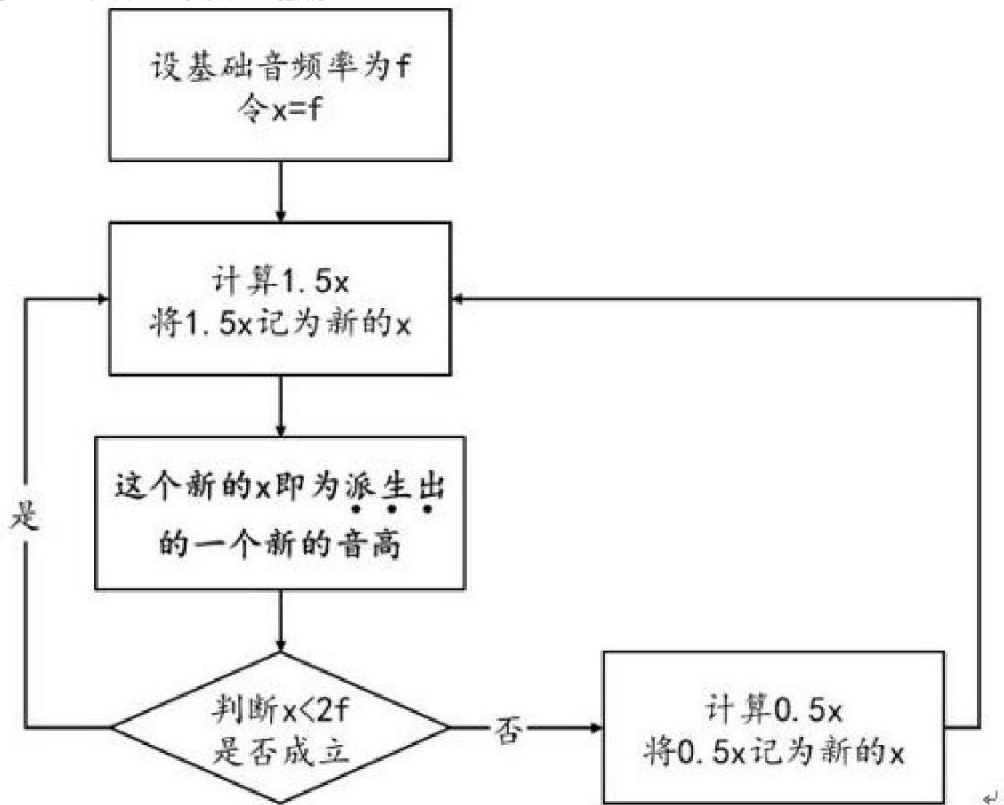 设基础音频率为f
令x=f
计算1.5x
将1.5x记为新的x
这个新的x即为派生出
的一个新的音高
是
判断x<2f
是否成立
否
计算0.5x
将0.5x记为新的x